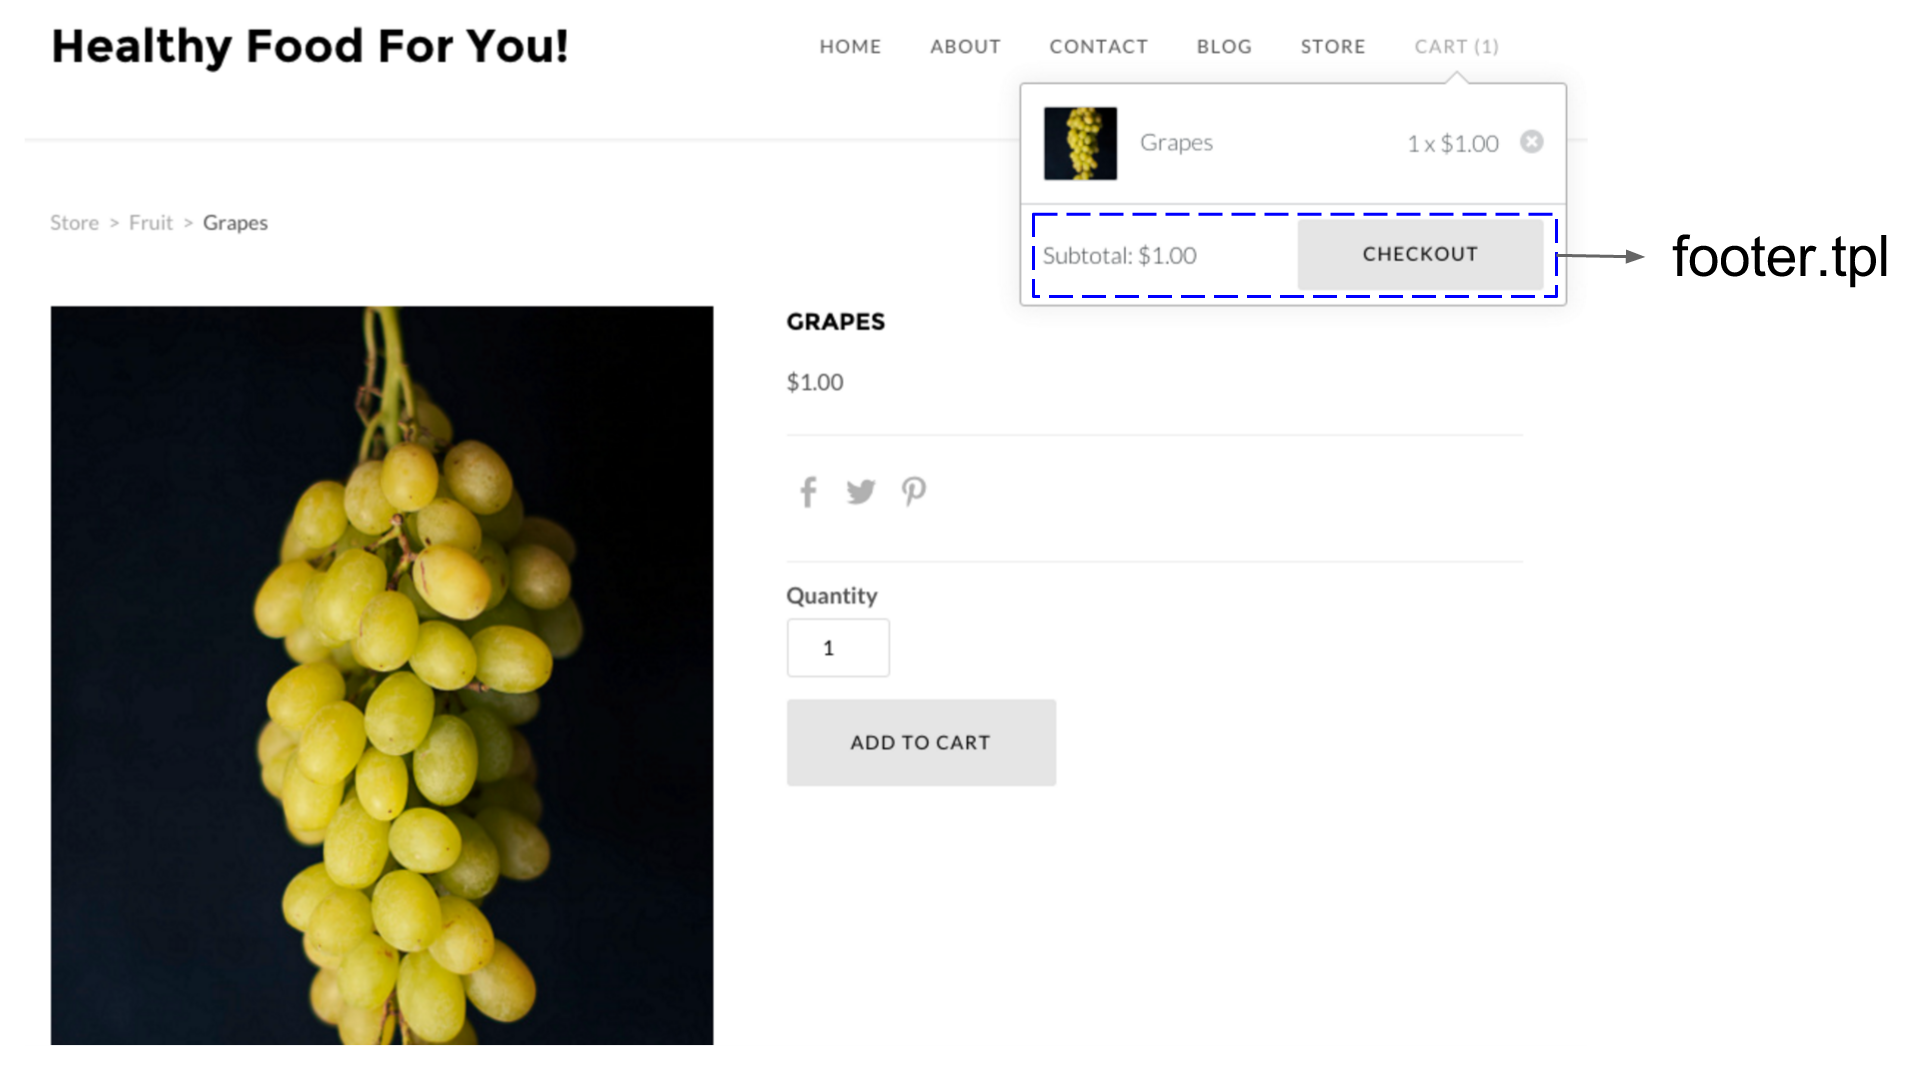 Healthy Food For You!
HOME ABOUT CONTACT BLOG STORE CART (1)
Grapes 1 x $1.00
Subtotal: $1.00 CHECKOUT
footer.tpl
Store > Fruit > Grapes
GRAPES
$1.00
Quantity
1
ADD TO CART